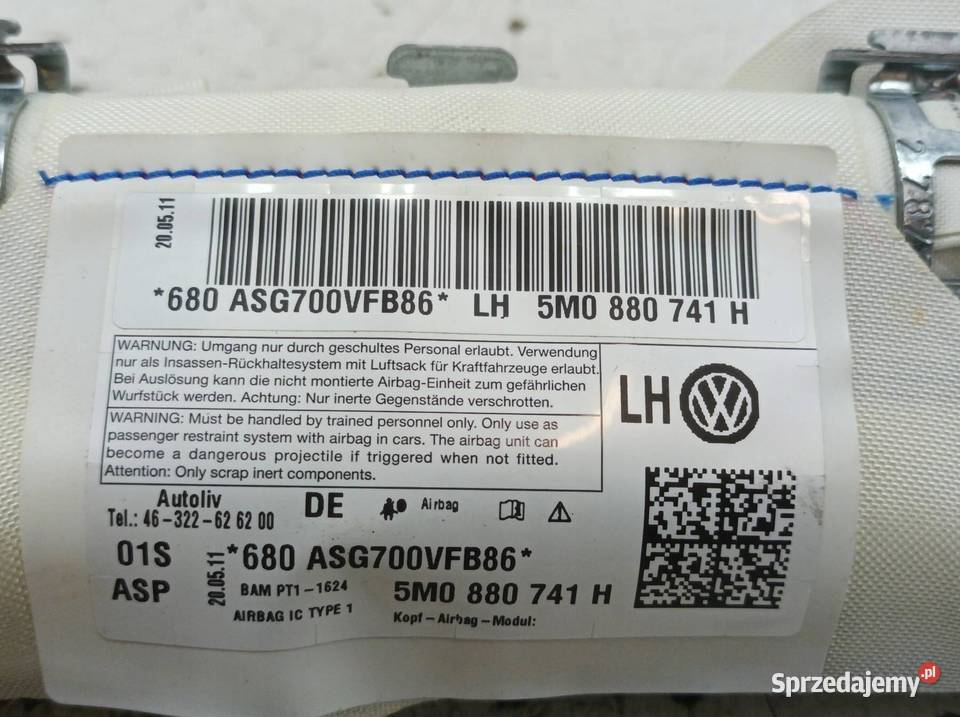 20.05.11
*680 ASG700VFB86* LH 5M0 880 741 H
WARNUNG: Umgang nur durch geschultes Personal erlaubt. Verwendung
nur als Insassen-Rückhaltesystem mit Luftsack für Kraftfahrzeuge erlaubt.
Bei Auslösung kann die nicht montierte Airbag-Einheit zum gefährlichen
Wurfstück werden. Achtung: Nur inerte Gegenstände verschrotten.
WARNING: Must be handled by trained personnel only. Only use as
passenger restraint system with airbag in cars. The airbag unit can
become a dangerous projectile if triggered when not fitted.
Attention: Only scrap inert components.
LH
Autoliv
Tel.: 46-322-62 62 00
DE
Airbag
01S
ASP
20.05.11
*680 ASG700VFB86*
BAM PT1-1624
5M0 880 741 H
AIRBAG IC TYPE 1
Kopf-Airbag-Modul:
Sprzedajemy.pl